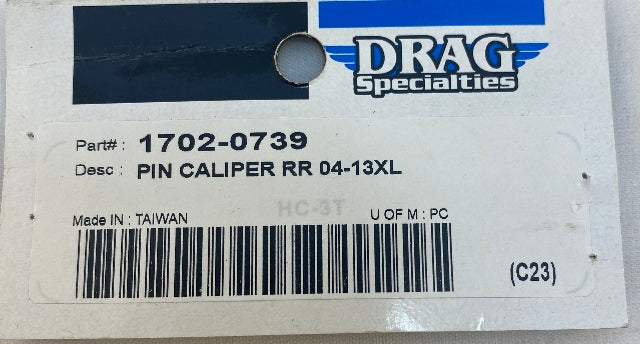 DRAG
Specialties
Part# : 1702-0739
Desc : PIN CALIPER RR 04-13XL
HC-3T
Made IN : TAIWAN U OF M : PC
(C23)